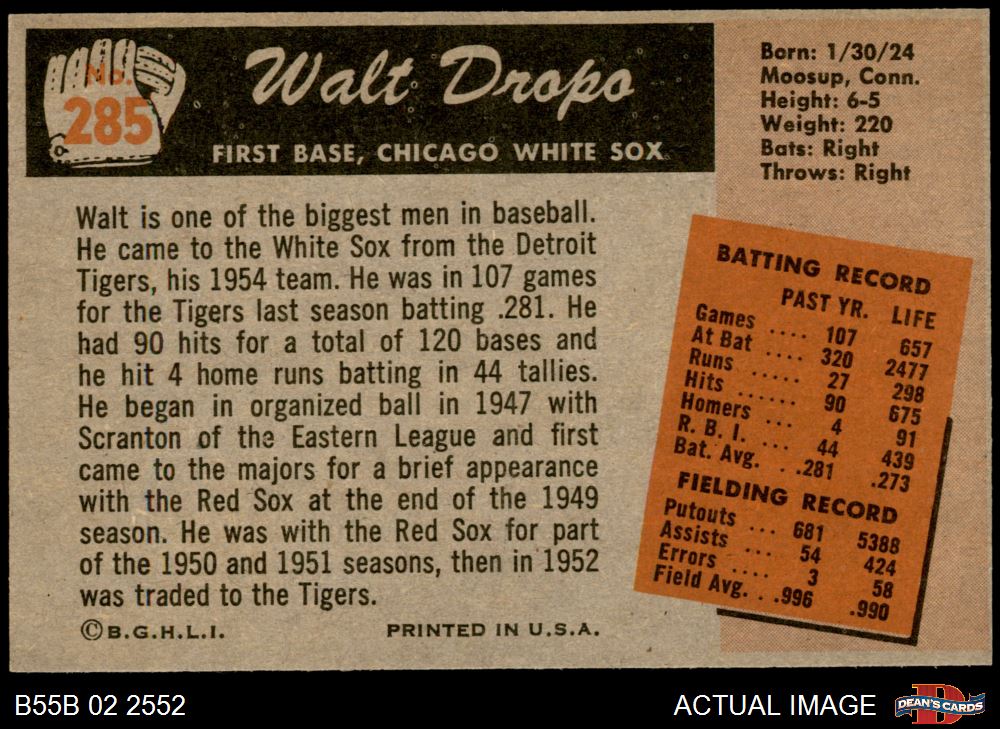 No.
285
Walt Dropo
FIRST BASE, CHICAGO WHITE SOX
Born: 1/30/24
Moosup, Conn.
Height: 6-5
Weight: 220
Bats: Right
Throws: Right
Walt is one of the biggest men in baseball.
He came to the White Sox from the Detroit
Tigers, his 1954 team. He was in 107 games
for the Tigers last season batting .281. He
had 90 hits for a total of 120 bases and
he hit 4 home runs batting in 44 tallies.
He began in organized ball in 1947 with
Scranton of the Eastern League and first
came to the majors for a brief appearance
with the Red Sox at the end of the 1949
season. He was with the Red Sox for part
of the 1950 and 1951 seasons, then in 1952
was traded to the Tigers.
©B.G.H.L.I. PRINTED IN U.S.A.
BATTING RECORD
PAST YR. LIFE
Games .... 107 657
At Bat .... 320 2477
Runs ..... 27 298
Hits ...... 90 675
Homers ... 4 91
R. B. I. ... 44 439
Bat. Avg. . .281 .273
FIELDING RECORD
Putouts ... 681 5388
Assists ... 54 424
Errors .... 3 58
Field Avg. . .996 .990
B55B 02 2552 ACTUAL IMAGE
D
DEAN'S CARDS